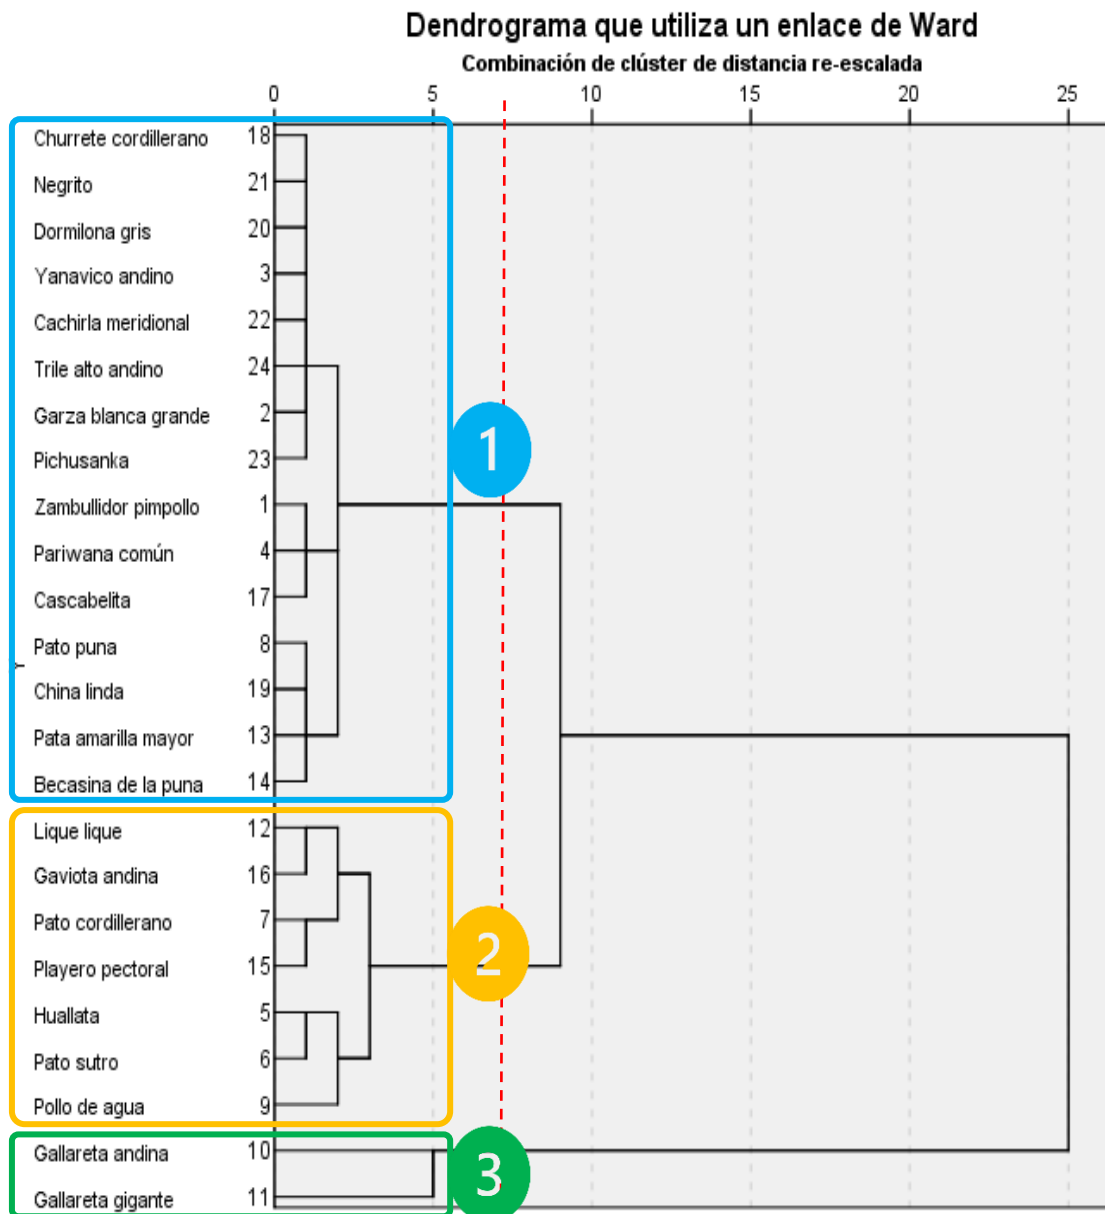 Dendrograma que utiliza un enlace de Ward
Combinación de clúster de distancia re-escalada
0 5 10 15 20 25
Churrete cordillerano 18
Negrito 21
Dormilona gris 20
Yanavico andino 3
Cachirla meridional 22
Trile alto andino 24
Garza blanca grande 2
Pichusanka 23
1
Zambullidor pimpollo 1
Pariwana común 4
Cascabelita 17
Pato puna 8
China linda 19
Pata amarilla mayor 13
Becasina de la puna 14
Lique lique 12
Gaviota andina 16
Pato cordillerano 7
2
Playero pectoral 15
Huallata 5
Pato sutro 6
Pollo de agua 9
Gallareta andina 10
3
Gallareta gigante 11